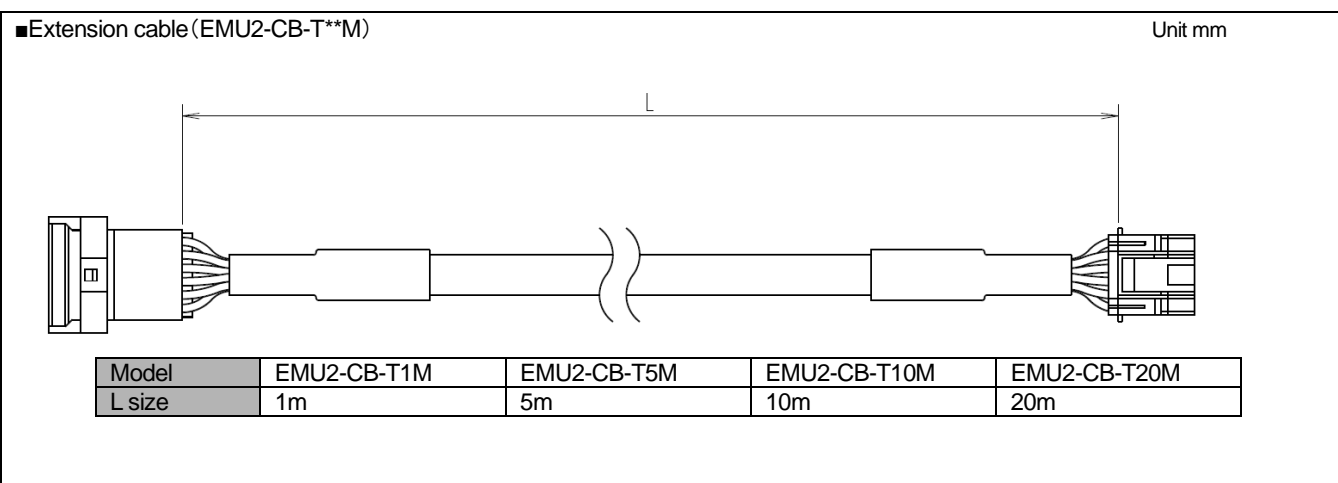 ■Extension cable（EMU2-CB-T**M） Unit mm
L
Model EMU2-CB-T1M EMU2-CB-T5M EMU2-CB-T10M EMU2-CB-T20M
L size 1m 5m 10m 20m